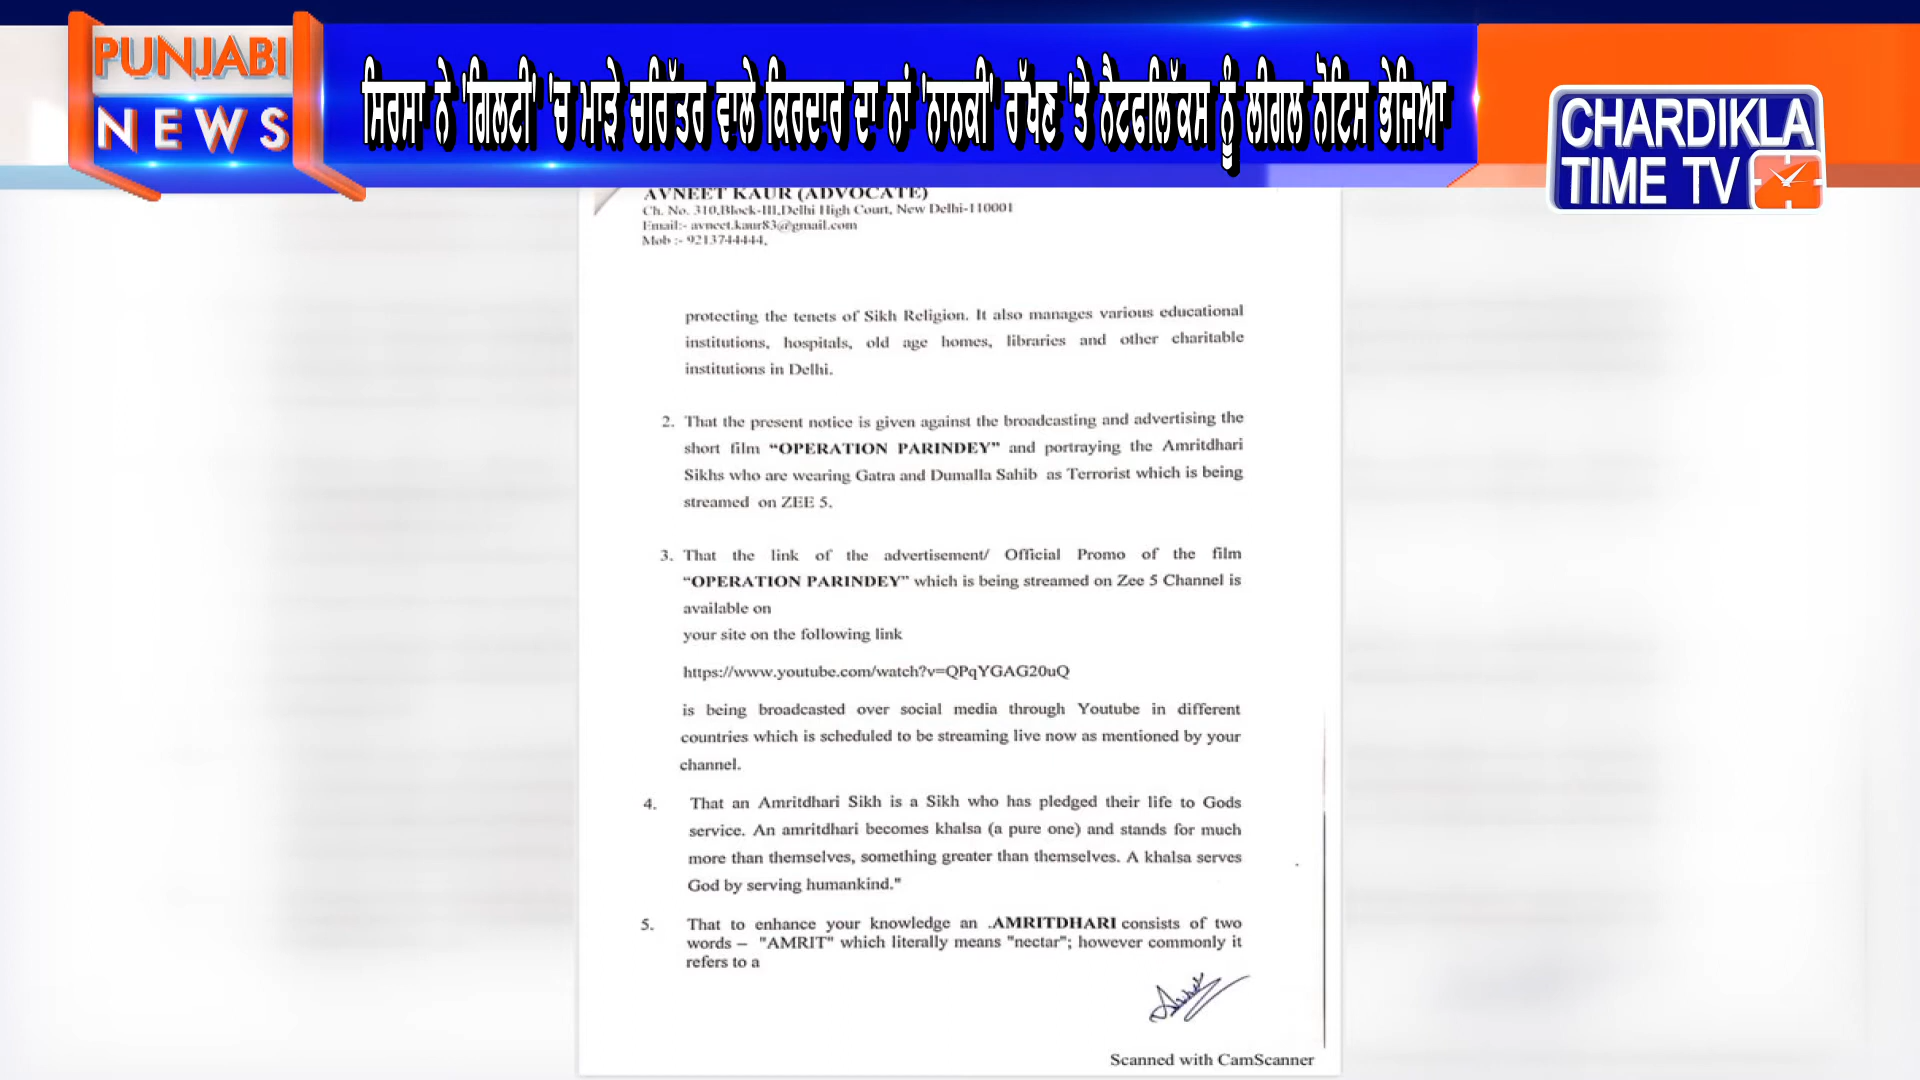 PUNJABI
NEWS
ਸਿਰਸਾ ਨੇ 'ਗਿਲਟੀ' 'ਚ ਮਾੜੇ ਚਰਿੱਤਰ ਵਾਲੇ ਕਿਰਦਾਰ ਦਾ ਨਾਂ 'ਨਾਨਕੀ' ਰੱਖਣ 'ਤੇ ਨੈਟਫਲਿੱਕਸ ਨੂੰ ਲੀਗਲ ਨੋਟਿਸ ਭੇਜਿਆ
CHARDIKLA
TIME TV
AVNEET KAUR (ADVOCATE)
Ch. No. 310,Block-III,Delhi High Court, New Delhi-110001
Email:- avneet.kaur83@gmail.com
Mob :- 9213744444,
protecting the tenets of Sikh Religion. It also manages various educational
institutions, hospitals, old age homes, libraries and other charitable
institutions in Delhi.
2. That the present notice is given against the broadcasting and advertising the
short film “OPERATION PARINDEY” and portraying the Amritdhari
Sikhs who are wearing Gatra and Dumalla Sahib as Terrorist which is being
streamed on ZEE 5.
3. That the link of the advertisement/ Official Promo of the film
“OPERATION PARINDEY” which is being streamed on Zee 5 Channel is
available on
your site on the following link
https://www.youtube.com/watch?v=QPqYGAG20uQ
is being broadcasted over social media through Youtube in different
countries which is scheduled to be streaming live now as mentioned by your
channel.
4. That an Amritdhari Sikh is a Sikh who has pledged their life to Gods
service. An amritdhari becomes khalsa (a pure one) and stands for much
more than themselves, something greater than themselves. A khalsa serves
God by serving humankind."
5. That to enhance your knowledge an .AMRITDHARI consists of two
words – "AMRIT" which literally means "nectar"; however commonly it
refers to a
Scanned with CamScanner